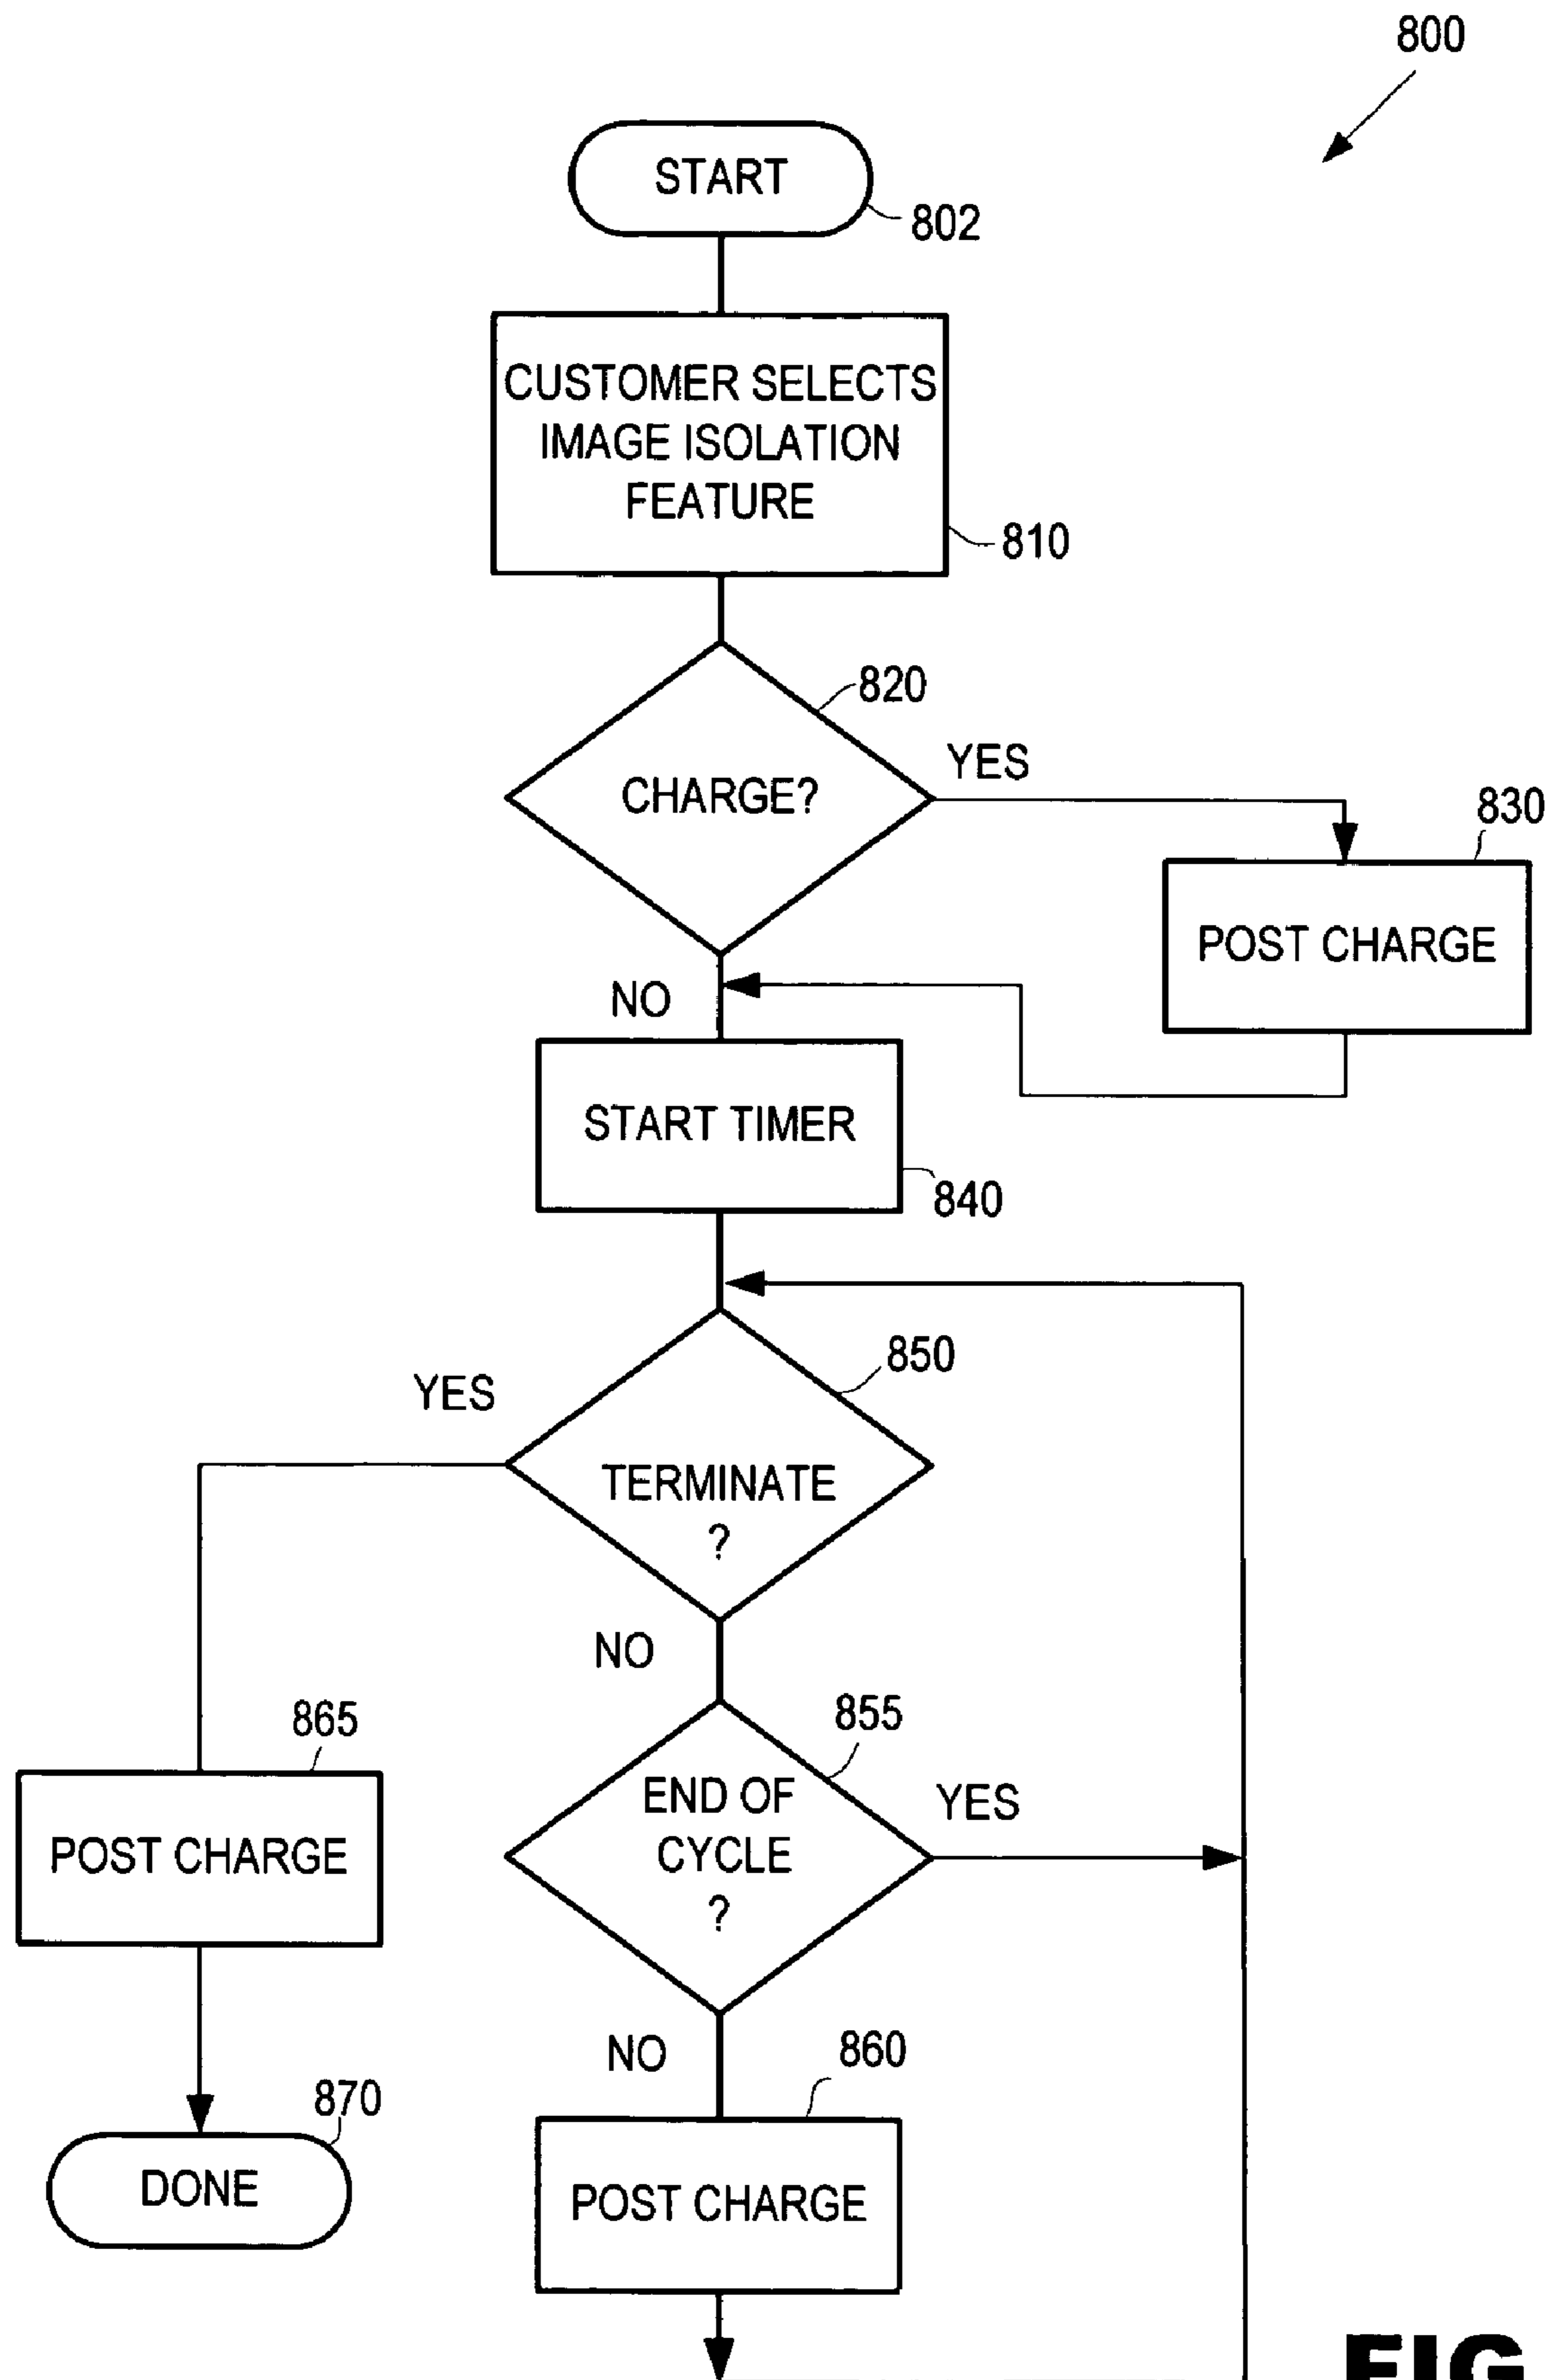 800
START
802
CUSTOMER SELECTS
IMAGE ISOLATION
FEATURE
810
820
CHARGE?
YES
830
POST CHARGE
NO
START TIMER
840
850
YES
TERMINATE
?
NO
865
855
END OF
CYCLE
?
YES
POST CHARGE
NO
860
870
DONE
POST CHARGE
FIG